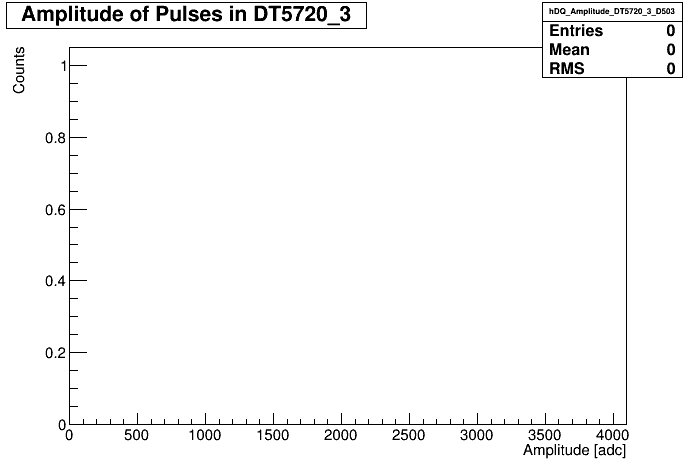 Amplitude of Pulses in DT5720_3
hDQ_Amplitude_DT5720_3_D503
Entries 0
Mean 0
RMS 0
Counts
1
0.8
0.6
0.4
0.2
0
0 500 1000 1500 2000 2500 3000 3500 4000
Amplitude [adc]